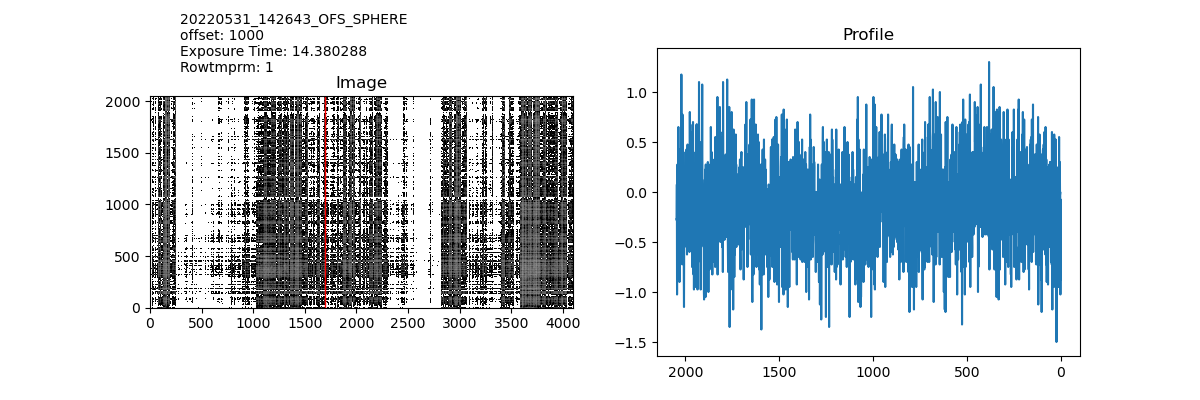 20220531_142643_OFS_SPHERE
offset: 1000
Exposure Time: 14.380288
Rowtmprm: 1
Image
2000
1500
1000
500
0
0 500 1000 1500 2000 2500 3000 3500 4000
Profile
1.0
0.5
0.0
−0.5
−1.0
−1.5
2000 1500 1000 500 0